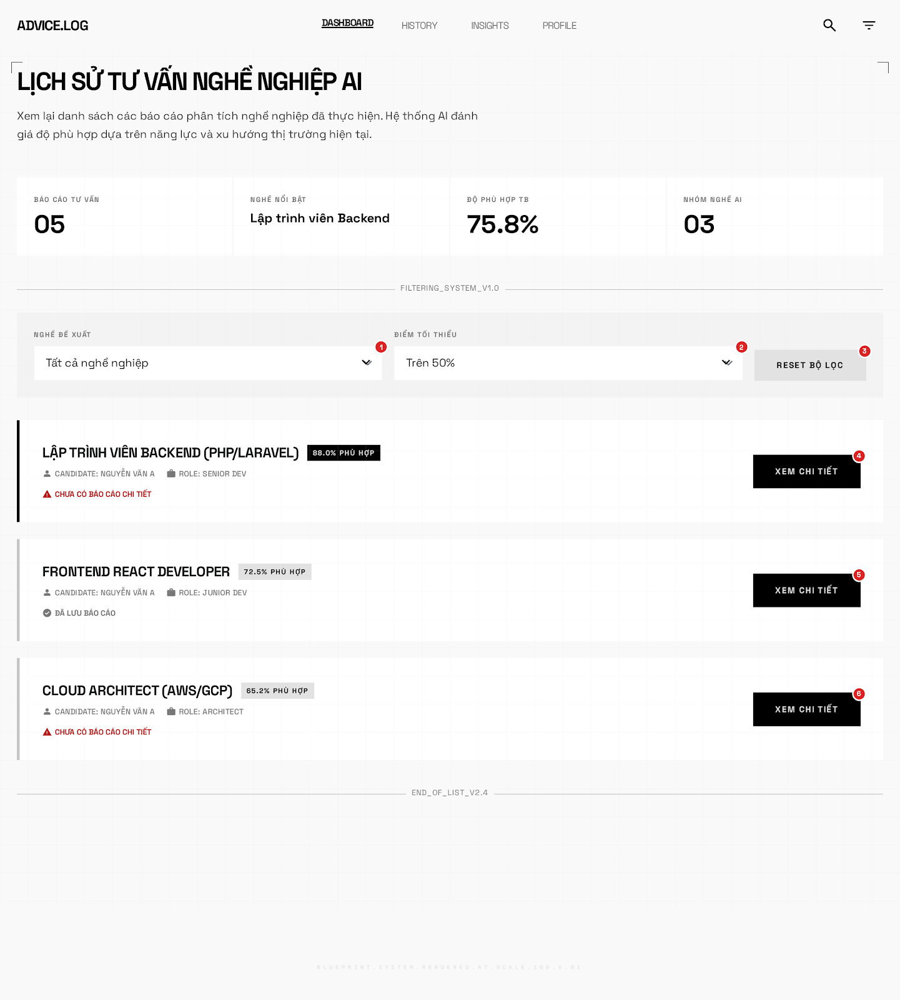 ADVICE.LOG
DASHBOARD
HISTORY
INSIGHTS
PROFILE
LỊCH SỬ TƯ VẤN NGHỀ NGHIỆP AI
Xem lại danh sách các báo cáo phân tích nghề nghiệp đã thực hiện. Hệ thống AI đánh
giá độ phù hợp dựa trên năng lực và xu hướng thị trường hiện tại.
BÁO CÁO TƯ VẤN
05
NGHỀ NỔI BẬT
Lập trình viên Backend
ĐỘ PHÙ HỢP TB
75.8%
NHÓM NGHỀ AI
03
FILTERING_SYSTEM_V1.0
NGHỀ ĐỀ XUẤT
Tất cả nghề nghiệp
1
ĐIỂM TỐI THIỂU
Trên 50%
2
RESET BỘ LỌC
3
LẬP TRÌNH VIÊN BACKEND (PHP/LARAVEL)
88.0% PHÙ HỢP
CANDIDATE: NGUYỄN VĂN A
ROLE: SENIOR DEV
CHƯA CÓ BÁO CÁO CHI TIẾT
XEM CHI TIẾT
4
FRONTEND REACT DEVELOPER
72.5% PHÙ HỢP
CANDIDATE: NGUYỄN VĂN A
ROLE: JUNIOR DEV
ĐÃ LƯU BÁO CÁO
XEM CHI TIẾT
5
CLOUD ARCHITECT (AWS/GCP)
65.2% PHÙ HỢP
CANDIDATE: NGUYỄN VĂN A
ROLE: ARCHITECT
CHƯA CÓ BÁO CÁO CHI TIẾT
XEM CHI TIẾT
6
END_OF_LIST_V2.4
BLUEPRINT.SYSTEM.RENDERED.AT.SCALE.100.V.01